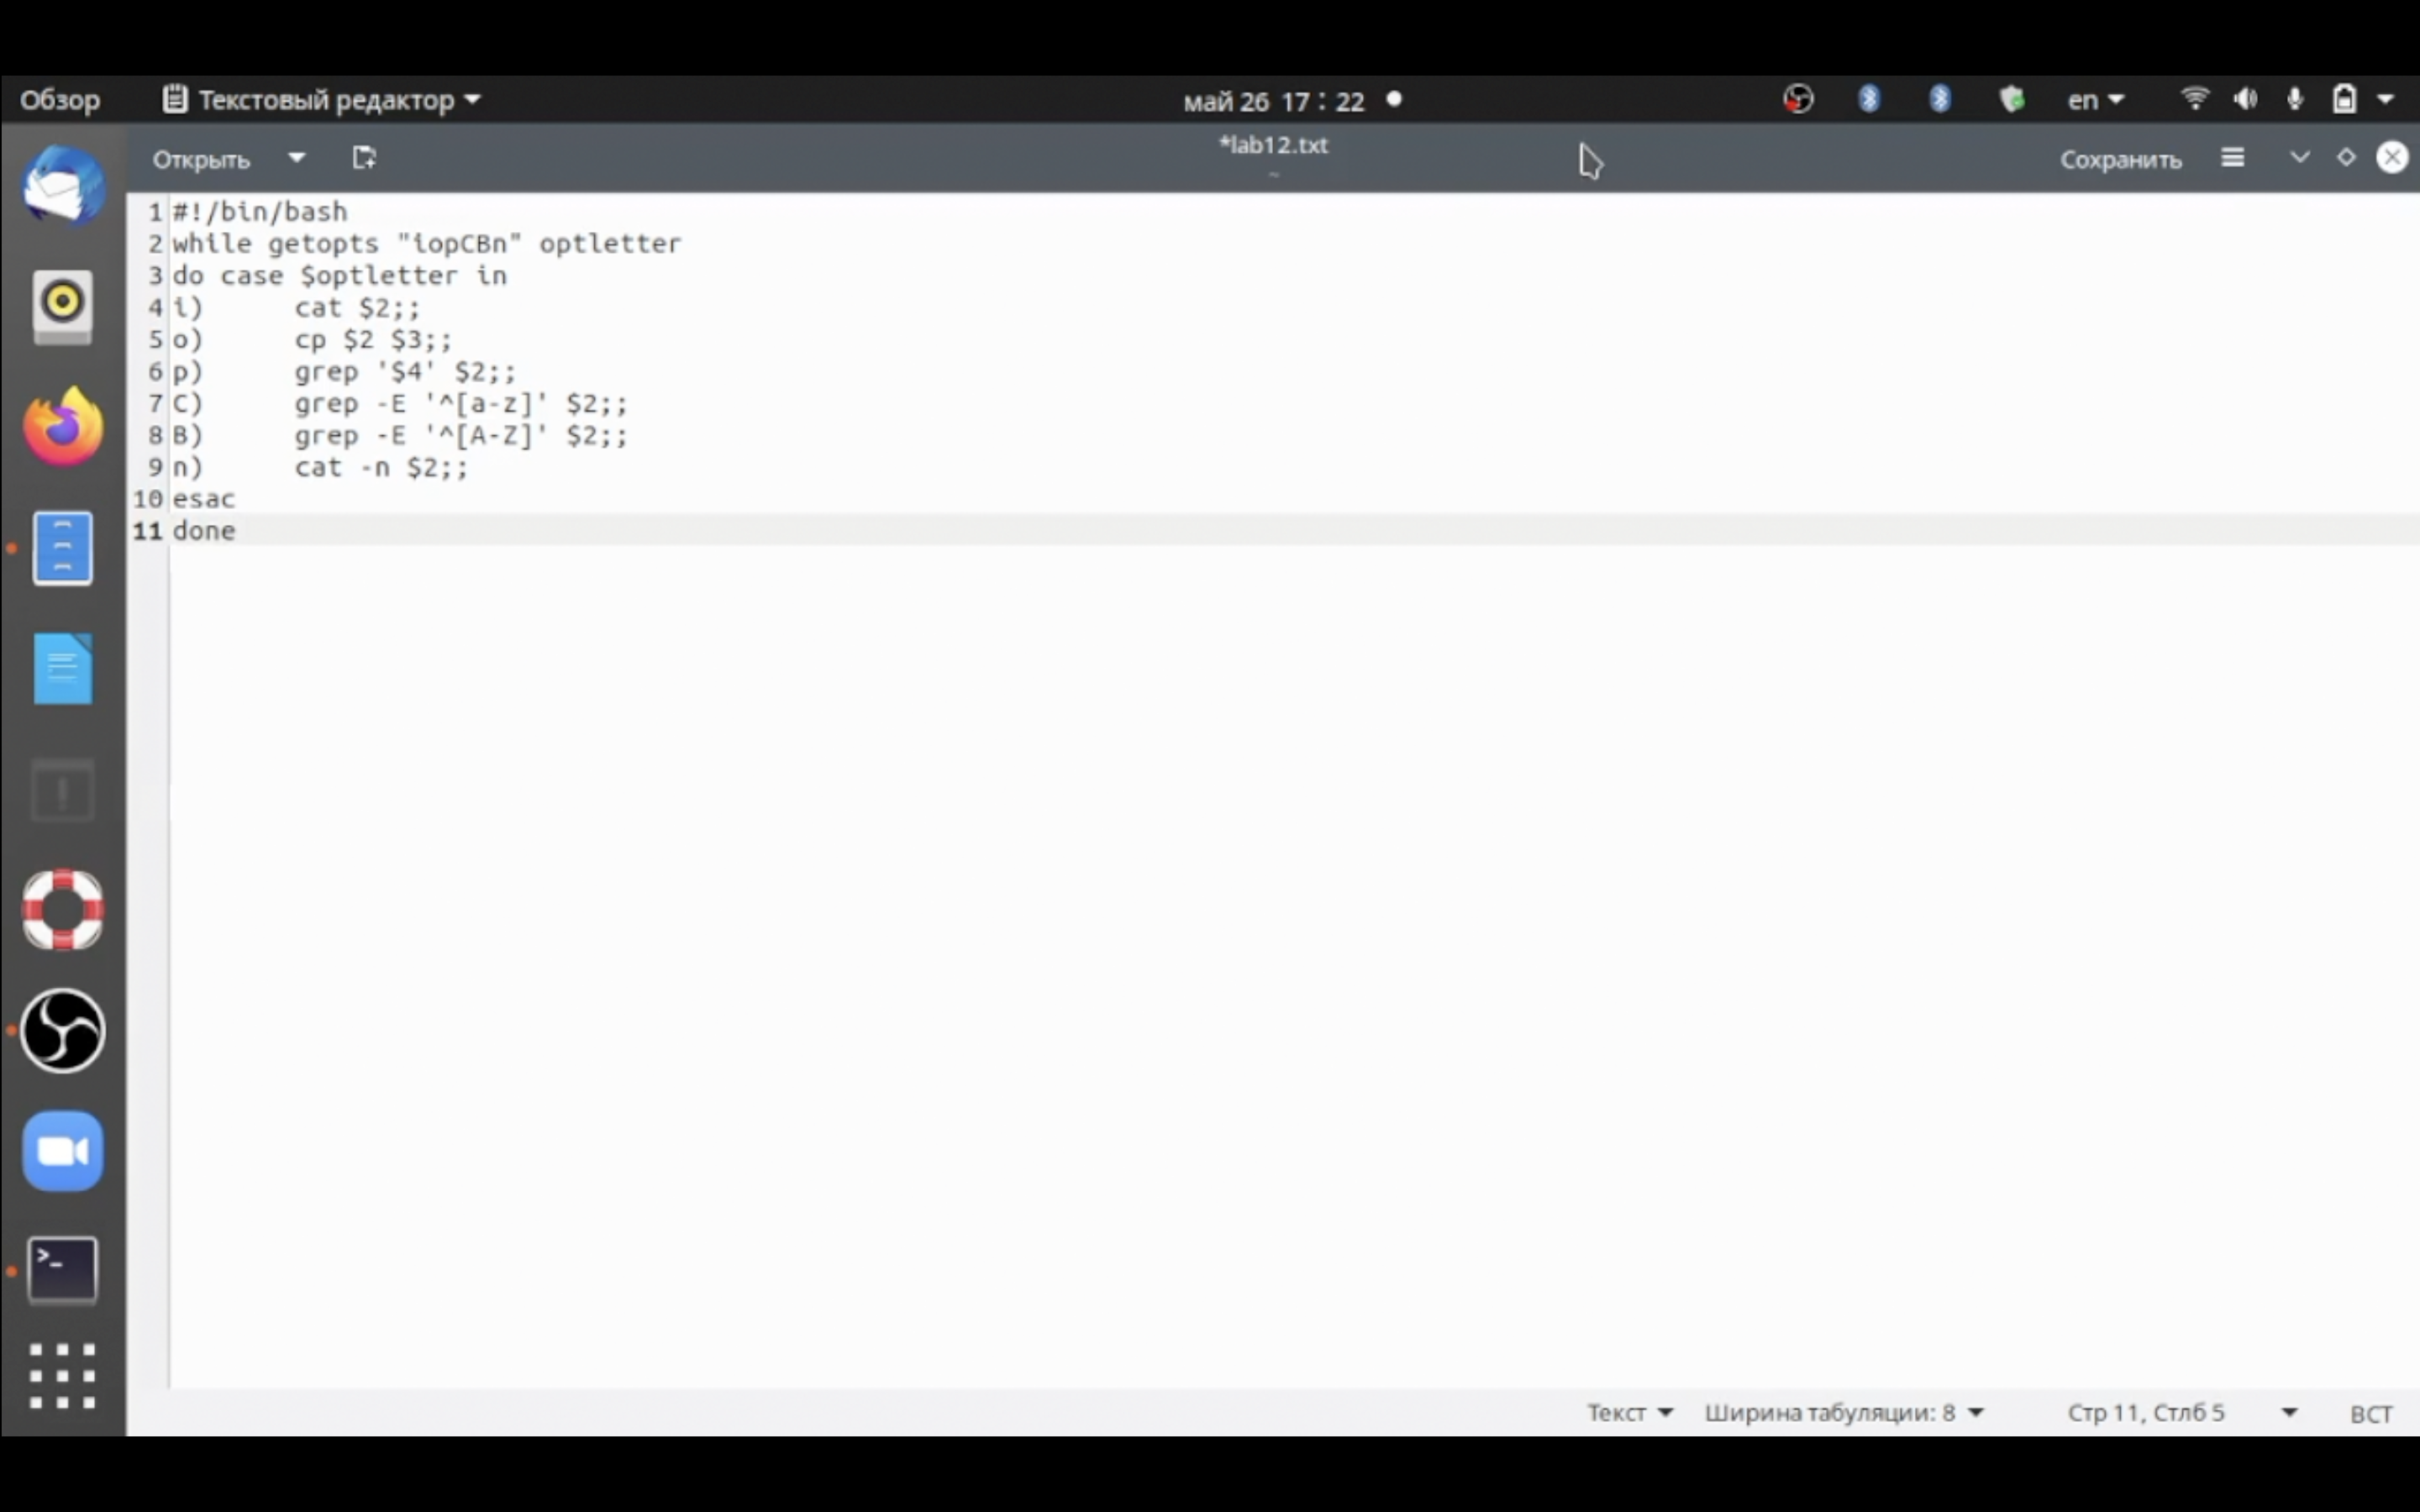 Обзор Текстовый редактор май 26 17 : 22 en
Открыть *lab12.txt Сохранить
~
1 #!/bin/bash
2 while getopts "iopCBn" optletter
3 do case $optletter in
4 i)	cat $2;;
5 o)	cp $2 $3;;
6 p)	grep '$4' $2;;
7 C)	grep -E '^[a-z]' $2;;
8 B)	grep -E '^[A-Z]' $2;;
9 n)	cat -n $2;;
10 esac
11 done
>_
Текст Ширина табуляции: 8 Стр 11, Стлб 5 ВСТ